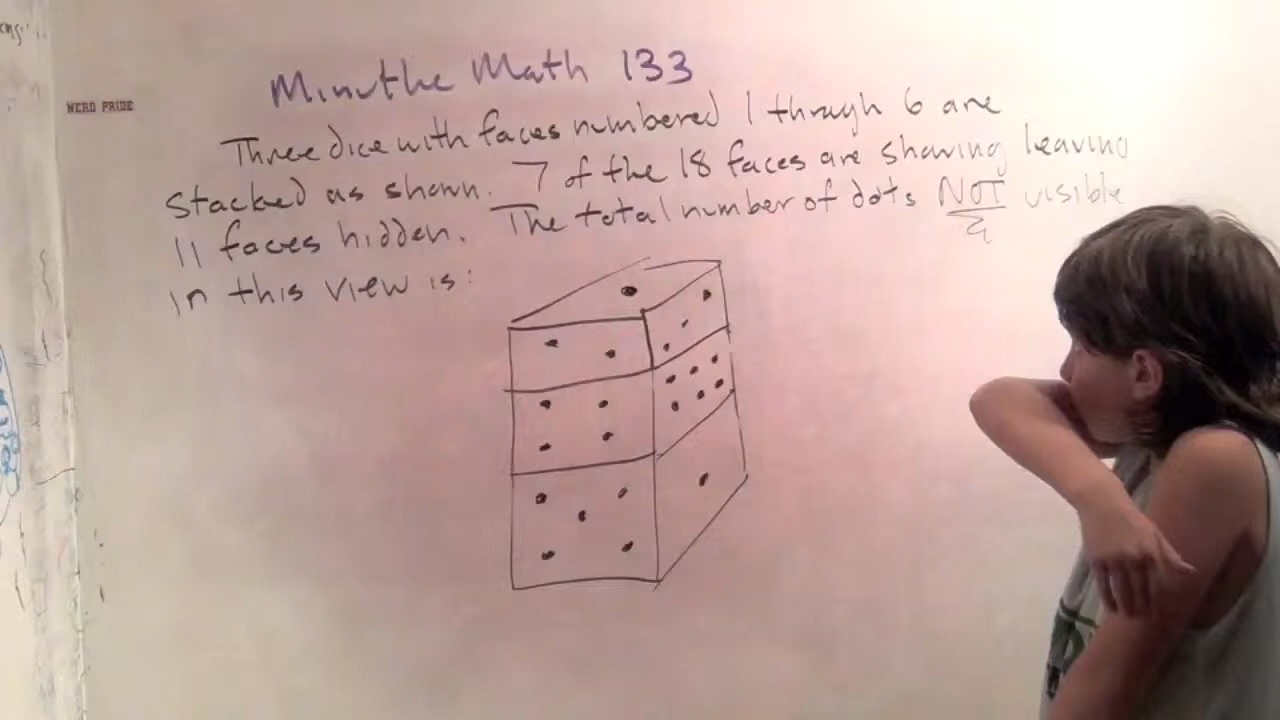 Minuthe Math 133
NERD PRIDE
Three dice with faces numbered 1 through 6 are
stacked as shown. 7 of the 18 faces are showing leaving
11 faces hidden. The total number of dots NOT visible
in this view is: